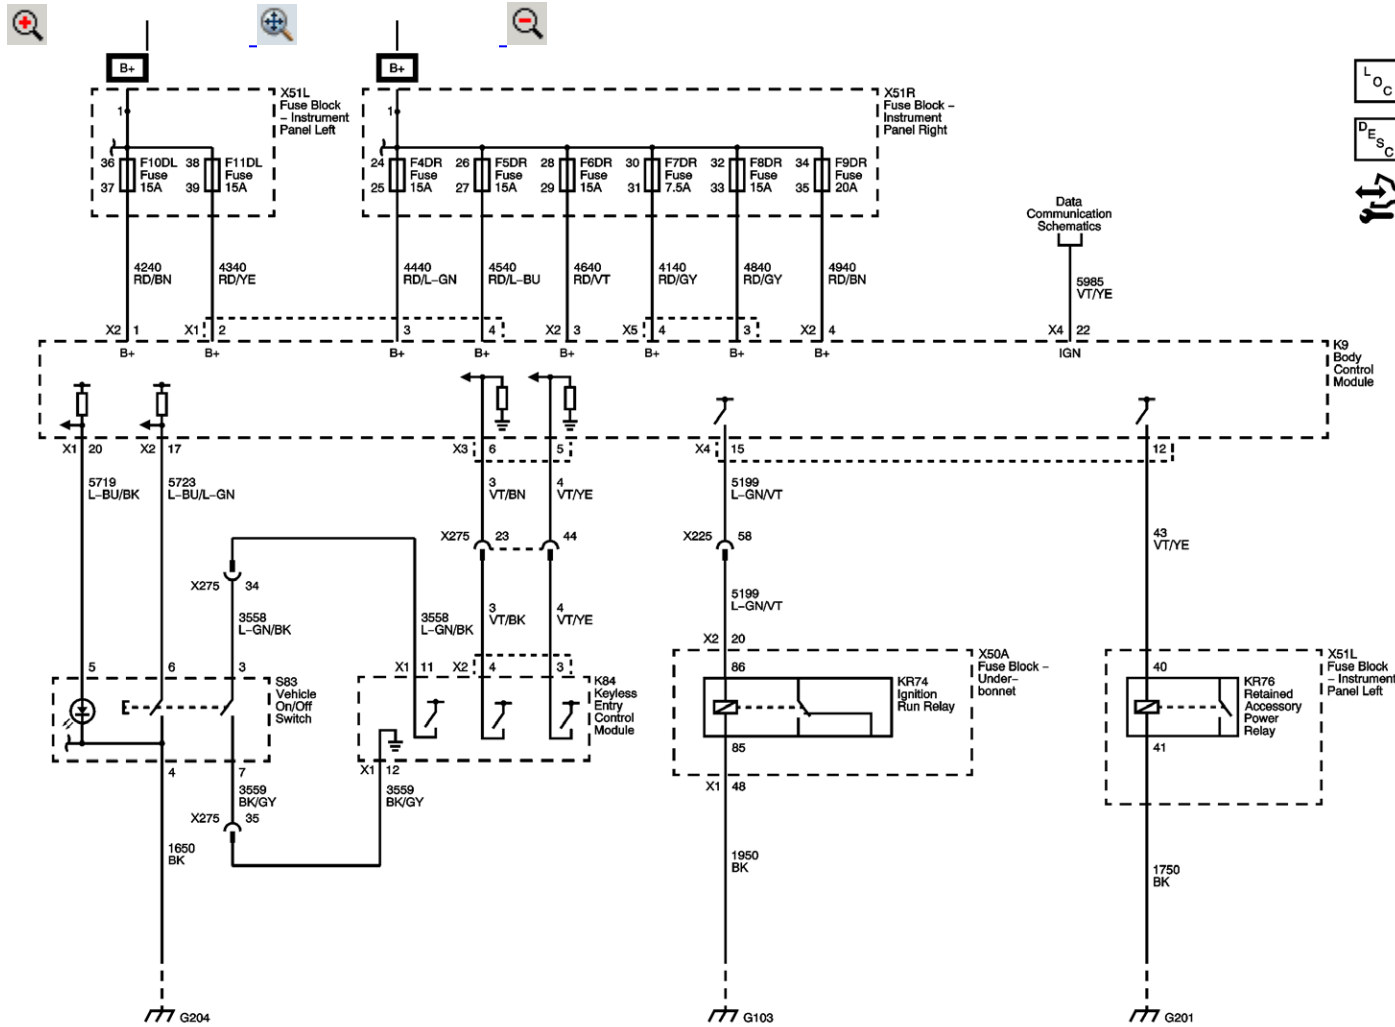 B+
B+
X51L
Fuse Block
– Instrument
Panel Left
X51R
Fuse Block –
Instrument
Panel Right
L
O
C
D
E
S
C
1
1
36
37
F10DL
Fuse
15A
38
39
F11DL
Fuse
15A
24
25
F4DR
Fuse
15A
26
27
F5DR
Fuse
15A
28
29
F6DR
Fuse
15A
30
31
F7DR
Fuse
7.5A
32
33
F8DR
Fuse
15A
34
35
F9DR
Fuse
20A
Data
Communication
Schematics
4240
RD/BN
4340
RD/YE
4440
RD/L–GN
4540
RD/L–BU
4640
RD/VT
4140
RD/GY
4840
RD/GY
4940
RD/BN
5985
VT/YE
X2 1
X1 2
3
4
X2 3
X5 4
3
X2 4
X4 22
B+
B+
B+
B+
B+
B+
B+
B+
IGN
K9
Body
Control
Module
X1 20
X2 17
X3 6
5
X4 15
12
5719
L–BU/BK
5723
L–BU/L–GN
3
VT/BN
4
VT/YE
5199
L–GN/VT
43
VT/YE
X275 23
44
X225 58
X275 34
3558
L–GN/BK
3558
L–GN/BK
3
VT/BK
4
VT/YE
5199
L–GN/VT
5
6
3
X1 11
X2 4
3
X2 20
S83
Vehicle
On/Off
Switch
K84
Keyless
Entry
Control
Module
X50A
Fuse Block –
Under–
bonnet
X51L
Fuse Block
– Instrument
Panel Left
86
KR74
Ignition
Run Relay
85
40
KR76
Retained
Accessory
Power
Relay
41
4
7
X1 12
X1 48
3559
BK/GY
3559
BK/GY
X275 35
1650
BK
1950
BK
1750
BK
G204
G103
G201